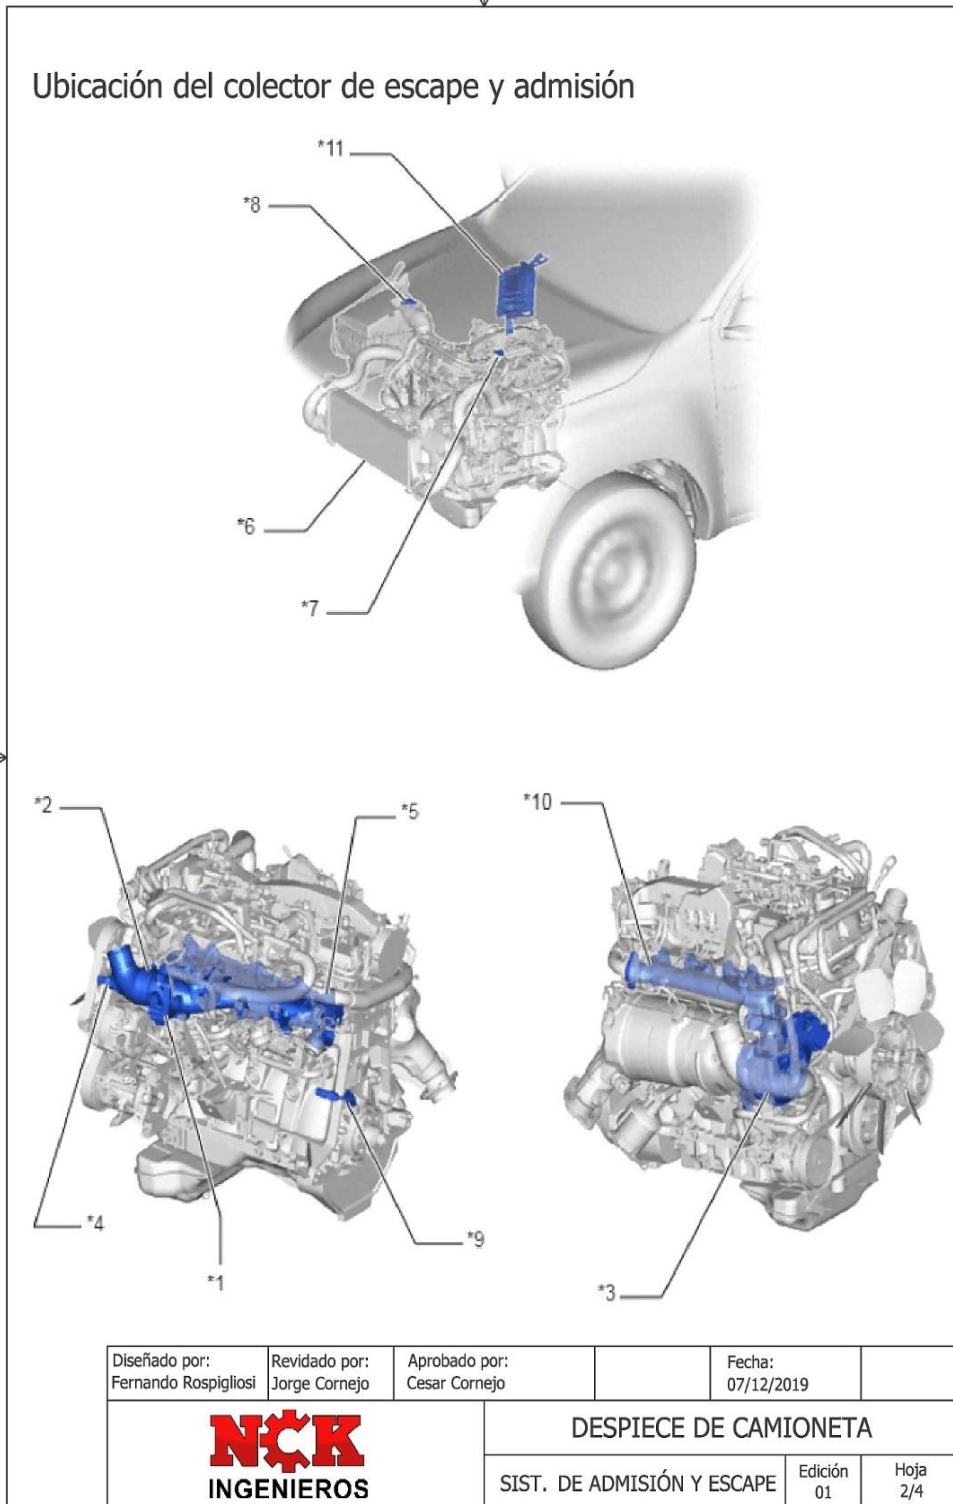 Ubicación del colector de escape y admisión
*11
*8
*6
*7
*2
*5
*10
*4
*1
*9
*3
Diseñado por:
Fernando Rospigliosi
Revidado por:
Jorge Cornejo
Aprobado por:
Cesar Cornejo
Fecha:
07/12/2019
NCK
INGENIEROS
DESPIECE DE CAMIONETA
SIST. DE ADMISIÓN Y ESCAPE
Edición
01
Hoja
2/4